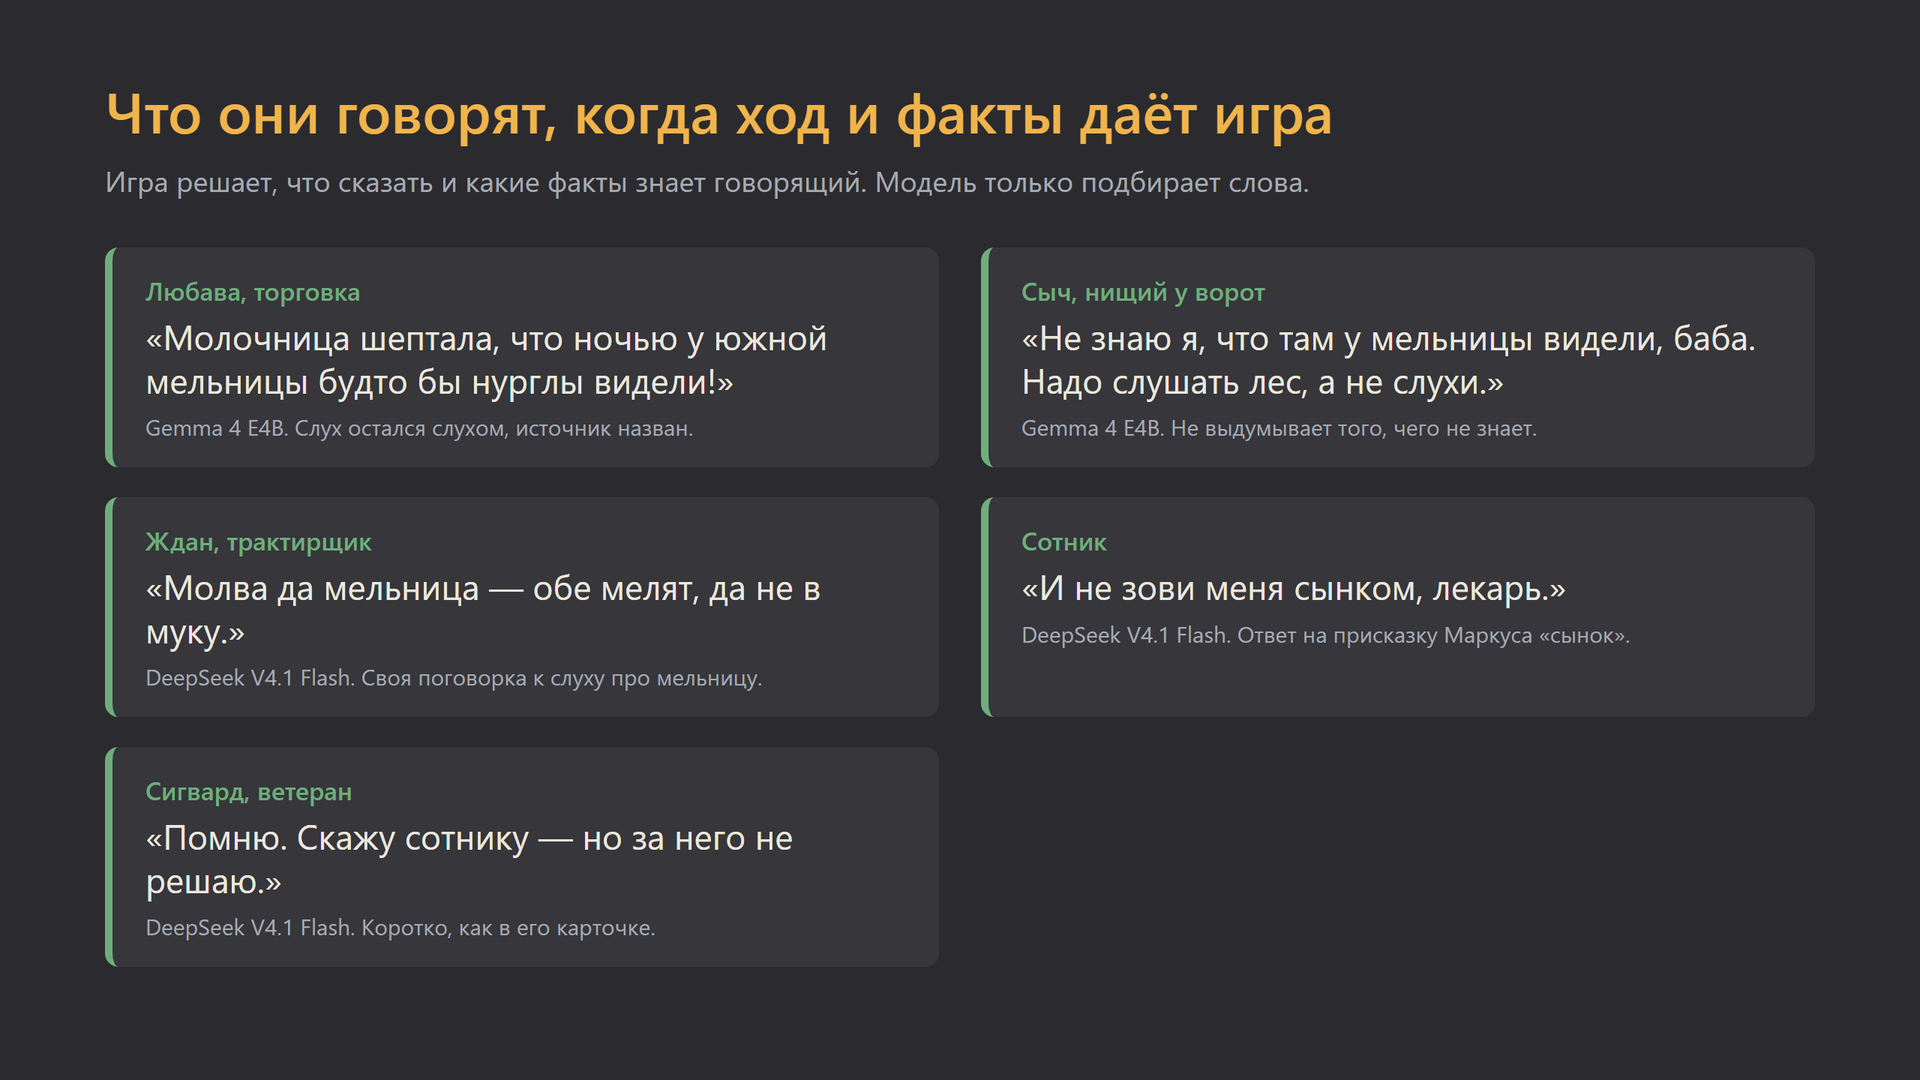 Что они говорят, когда ход и факты даёт игра
Игра решает, что сказать и какие факты знает говорящий. Модель только подбирает слова.
Любава, торговка
«Молочница шептала, что ночью у южной
мельницы будто бы нурглы видели!»
Gemma 4 E4B. Слух остался слухом, источник назван.
Сыч, нищий у ворот
«Не знаю я, что там у мельницы видели, баба.
Надо слушать лес, а не слухи.»
Gemma 4 E4B. Не выдумывает того, чего не знает.
Ждан, трактирщик
«Молва да мельница — обе мелят, да не в
муку.»
DeepSeek V4.1 Flash. Своя поговорка к слуху про мельницу.
Сотник
«И не зови меня сынком, лекарь.»
DeepSeek V4.1 Flash. Ответ на присказку Маркуса «сынок».
Сигвард, ветеран
«Помню. Скажу сотнику — но за него не
решаю.»
DeepSeek V4.1 Flash. Коротко, как в его карточке.